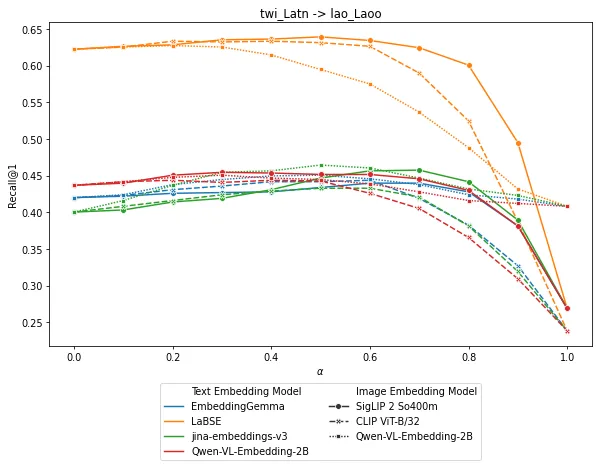 twi_Latn -> lao_Laoo
0.65
0.60
0.55
0.50
0.45
0.40
0.35
0.30
0.25
Recall@1
0.0 0.2 0.4 0.6 0.8 1.0
α
Text Embedding Model Image Embedding Model
EmbeddingGemma SigLIP 2 So400m
LaBSE CLIP ViT-B/32
jina-embeddings-v3 Qwen-VL-Embedding-2B
Qwen-VL-Embedding-2B